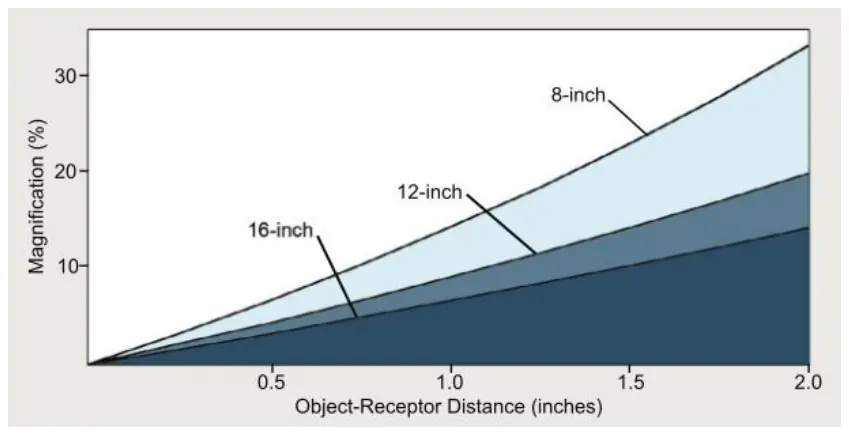 Magnification (%)
30
20
10
8-inch
12-inch
16-inch
0.5
1.0
1.5
2.0
Object-Receptor Distance (inches)